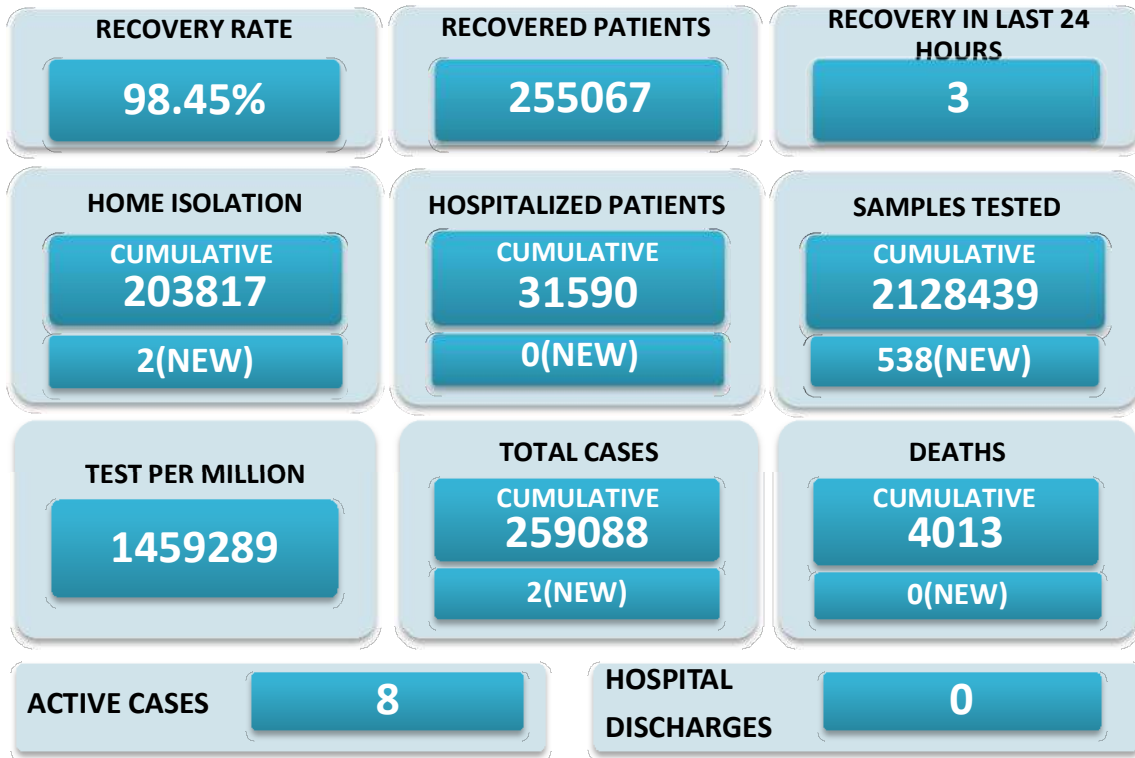 RECOVERY RATE
98.45%
RECOVERED PATIENTS
255067
RECOVERY IN LAST 24
HOURS
3
HOME ISOLATION
CUMULATIVE
203817
2(NEW)
HOSPITALIZED PATIENTS
CUMULATIVE
31590
0(NEW)
SAMPLES TESTED
CUMULATIVE
2128439
538(NEW)
TEST PER MILLION
1459289
TOTAL CASES
CUMULATIVE
259088
2(NEW)
DEATHS
CUMULATIVE
4013
0(NEW)
ACTIVE CASES
8
HOSPITAL
DISCHARGES
0